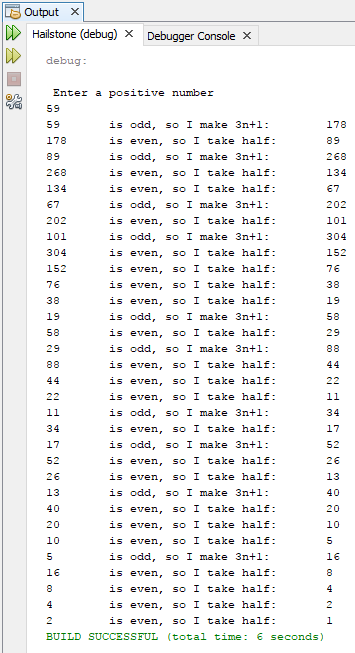 Output
Hailstone (debug) Debugger Console
debug:
Enter a positive number
59
59 is odd, so I make 3n+1: 178
178 is even, so I take half: 89
89 is odd, so I make 3n+1: 268
268 is even, so I take half: 134
134 is even, so I take half: 67
67 is odd, so I make 3n+1: 202
202 is even, so I take half: 101
101 is odd, so I make 3n+1: 304
304 is even, so I take half: 152
152 is even, so I take half: 76
76 is even, so I take half: 38
38 is even, so I take half: 19
19 is odd, so I make 3n+1: 58
58 is even, so I take half: 29
29 is odd, so I make 3n+1: 88
88 is even, so I take half: 44
44 is even, so I take half: 22
22 is even, so I take half: 11
11 is odd, so I make 3n+1: 34
34 is even, so I take half: 17
17 is odd, so I make 3n+1: 52
52 is even, so I take half: 26
26 is even, so I take half: 13
13 is odd, so I make 3n+1: 40
40 is even, so I take half: 20
20 is even, so I take half: 10
10 is even, so I take half: 5
5 is odd, so I make 3n+1: 16
16 is even, so I take half: 8
8 is even, so I take half: 4
4 is even, so I take half: 2
2 is even, so I take half: 1
BUILD SUCCESSFUL (total time: 6 seconds)